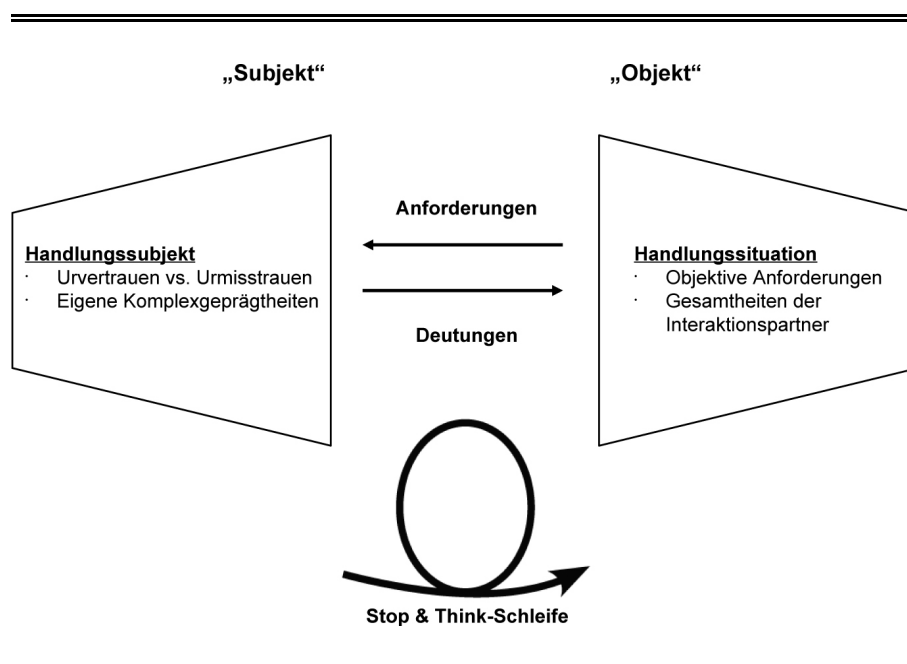 „Subjekt“
„Objekt“
Anforderungen
Handlungssubjekt
· Urvertrauen vs. Urmisstrauen
· Eigene Komplexgeprägtheiten
Deutungen
Handlungssituation
· Objektive Anforderungen
· Gesamtheiten der
Interaktionspartner
Stop & Think-Schleife